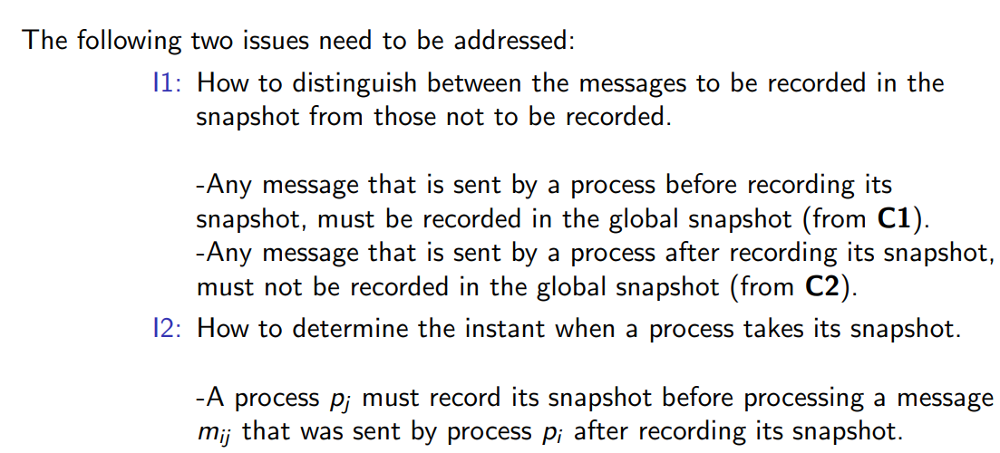 The following two issues need to be addressed:
I1: How to distinguish between the messages to be recorded in the
snapshot from those not to be recorded.
-Any message that is sent by a process before recording its
snapshot, must be recorded in the global snapshot (from C1).
-Any message that is sent by a process after recording its snapshot,
must not be recorded in the global snapshot (from C2).
I2: How to determine the instant when a process takes its snapshot.
-A process pj must record its snapshot before processing a message
mij that was sent by process pi after recording its snapshot.